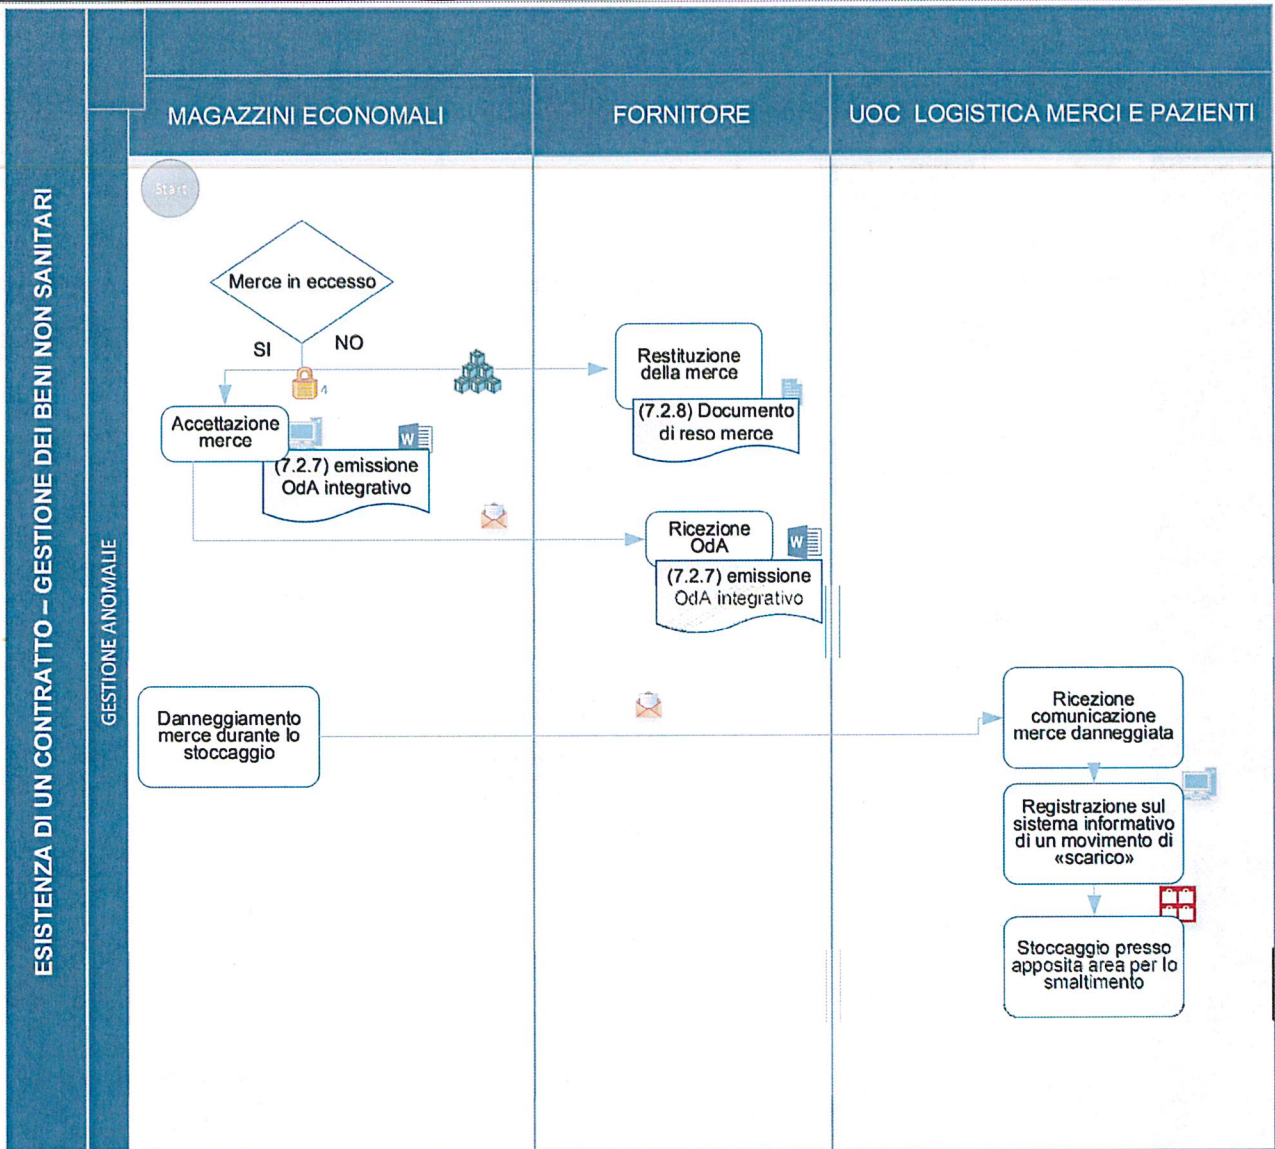 ESISTENZA DI UN CONTRATTO – GESTIONE DEI BENI NON SANITARI
GESTIONE ANOMALIE
MAGAZZINI ECONOMALI
FORNITORE
UOC LOGISTICA MERCI E PAZIENTI
Start
Merce in eccesso
SI
NO
4
Accettazione
merce
W
(7.2.7) emissione
OdA integrativo
Restituzione
della merce
(7.2.8) Documento
di reso merce
Ricezione
OdA
W
(7.2.7) emissione
OdA integrativo
Danneggiamento
merce durante lo
stoccaggio
Ricezione
comunicazione
merce danneggiata
Registrazione sul
sistema informativo
di un movimento di
«scarico»
Stoccaggio presso
apposita area per lo
smaltimento